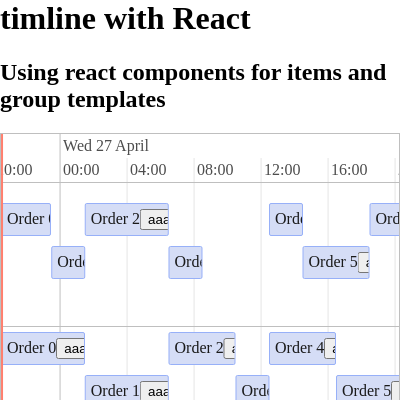 timline with React
Using react components for items and
group templates
Wed 27 April
0:00 00:00 04:00 08:00 12:00 16:00
Order Order 2 aaa
Order 5 a
Order 0 aaa Order 2 a Order 4 a
Order 1 aaa Order 5